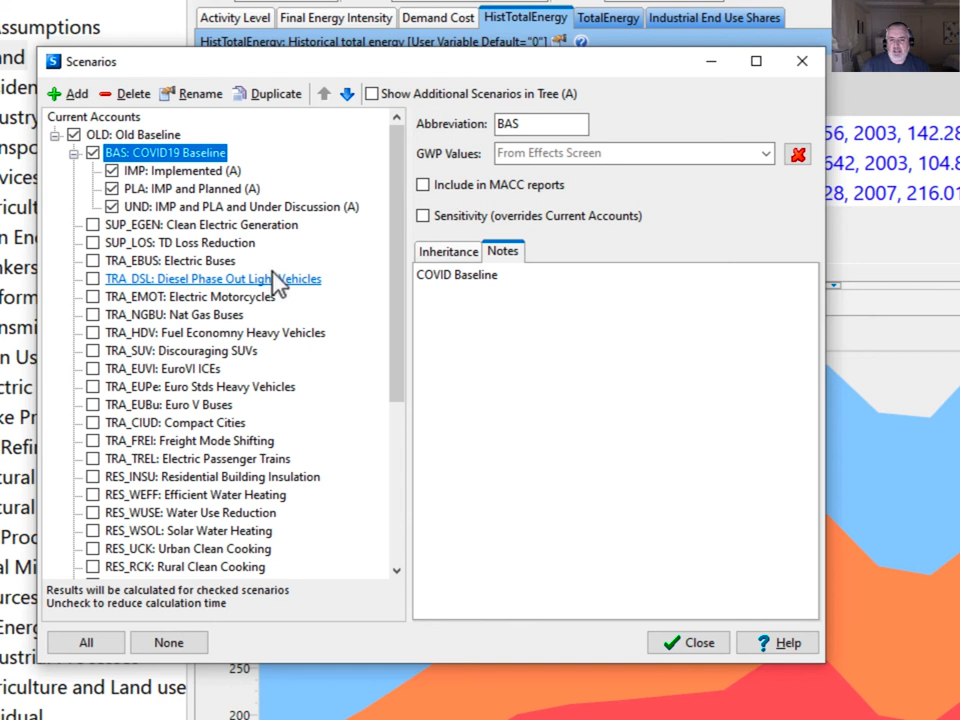 Assumptions
Activity Level
Final Energy Intensity
Demand Cost
HistTotalEnergy
TotalEnergy
Industrial End Use Shares
HistTotalEnergy: Historical total energy [User Variable Default="0"]
Scenarios
Add
Delete
Rename
Duplicate
Show Additional Scenarios in Tree (A)
Current Accounts
OLD: Old Baseline
BAS: COVID19 Baseline
IMP: Implemented (A)
PLA: IMP and Planned (A)
UND: IMP and PLA and Under Discussion (A)
SUP_EGEN: Clean Electric Generation
SUP_LOS: TD Loss Reduction
TRA_EBUS: Electric Buses
TRA_DSL: Diesel Phase Out Light Vehicles
TRA_EMOT: Electric Motorcycles
TRA_NGBU: Nat Gas Buses
TRA_HDV: Fuel Economny Heavy Vehicles
TRA_SUV: Discouraging SUVs
TRA_EUVI: EuroVI ICEs
TRA_EUPe: Euro Stds Heavy Vehicles
TRA_EUBu: Euro V Buses
TRA_CIUD: Compact Cities
TRA_FREI: Freight Mode Shifting
TRA_TREL: Electric Passenger Trains
RES_INSU: Residential Building Insulation
RES_WEFF: Efficient Water Heating
RES_WUSE: Water Use Reduction
RES_WSOL: Solar Water Heating
RES_UCK: Urban Clean Cooking
RES_RCK: Rural Clean Cooking
Results will be calculated for checked scenarios
Uncheck to reduce calculation time
All
None
Abbreviation: BAS
GWP Values: From Effects Screen
Include in MACC reports
Sensitivity (overrides Current Accounts)
Inheritance
Notes
COVID Baseline
Close
Help
56, 2003, 142.28
642, 2003, 104.8
28, 2007, 216.01
riculture and Land use
250
200